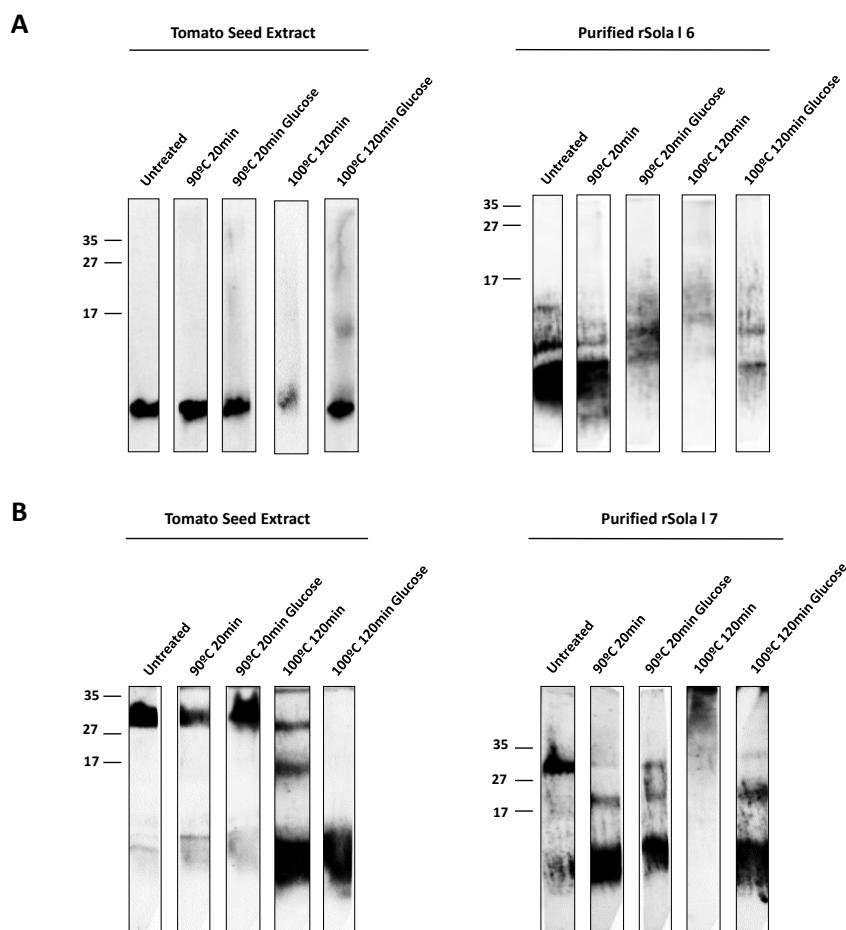 A
Tomato Seed Extract
Purified rSola l 6
Untreated
90ºC 20min
90ºC 20min Glucose
100ºC 120min
100ºC 120min Glucose
Untreated
90ºC 20min
90ºC 20min Glucose
100ºC 120min
100ºC 120min Glucose
35
27
17
35
27
17
B
Tomato Seed Extract
Purified rSola l 7
Untreated
90ºC 20min
90ºC 20min Glucose
100ºC 120min
100ºC 120min Glucose
Untreated
90ºC 20min
90ºC 20min Glucose
100ºC 120min
100ºC 120min Glucose
35
27
17
35
27
17